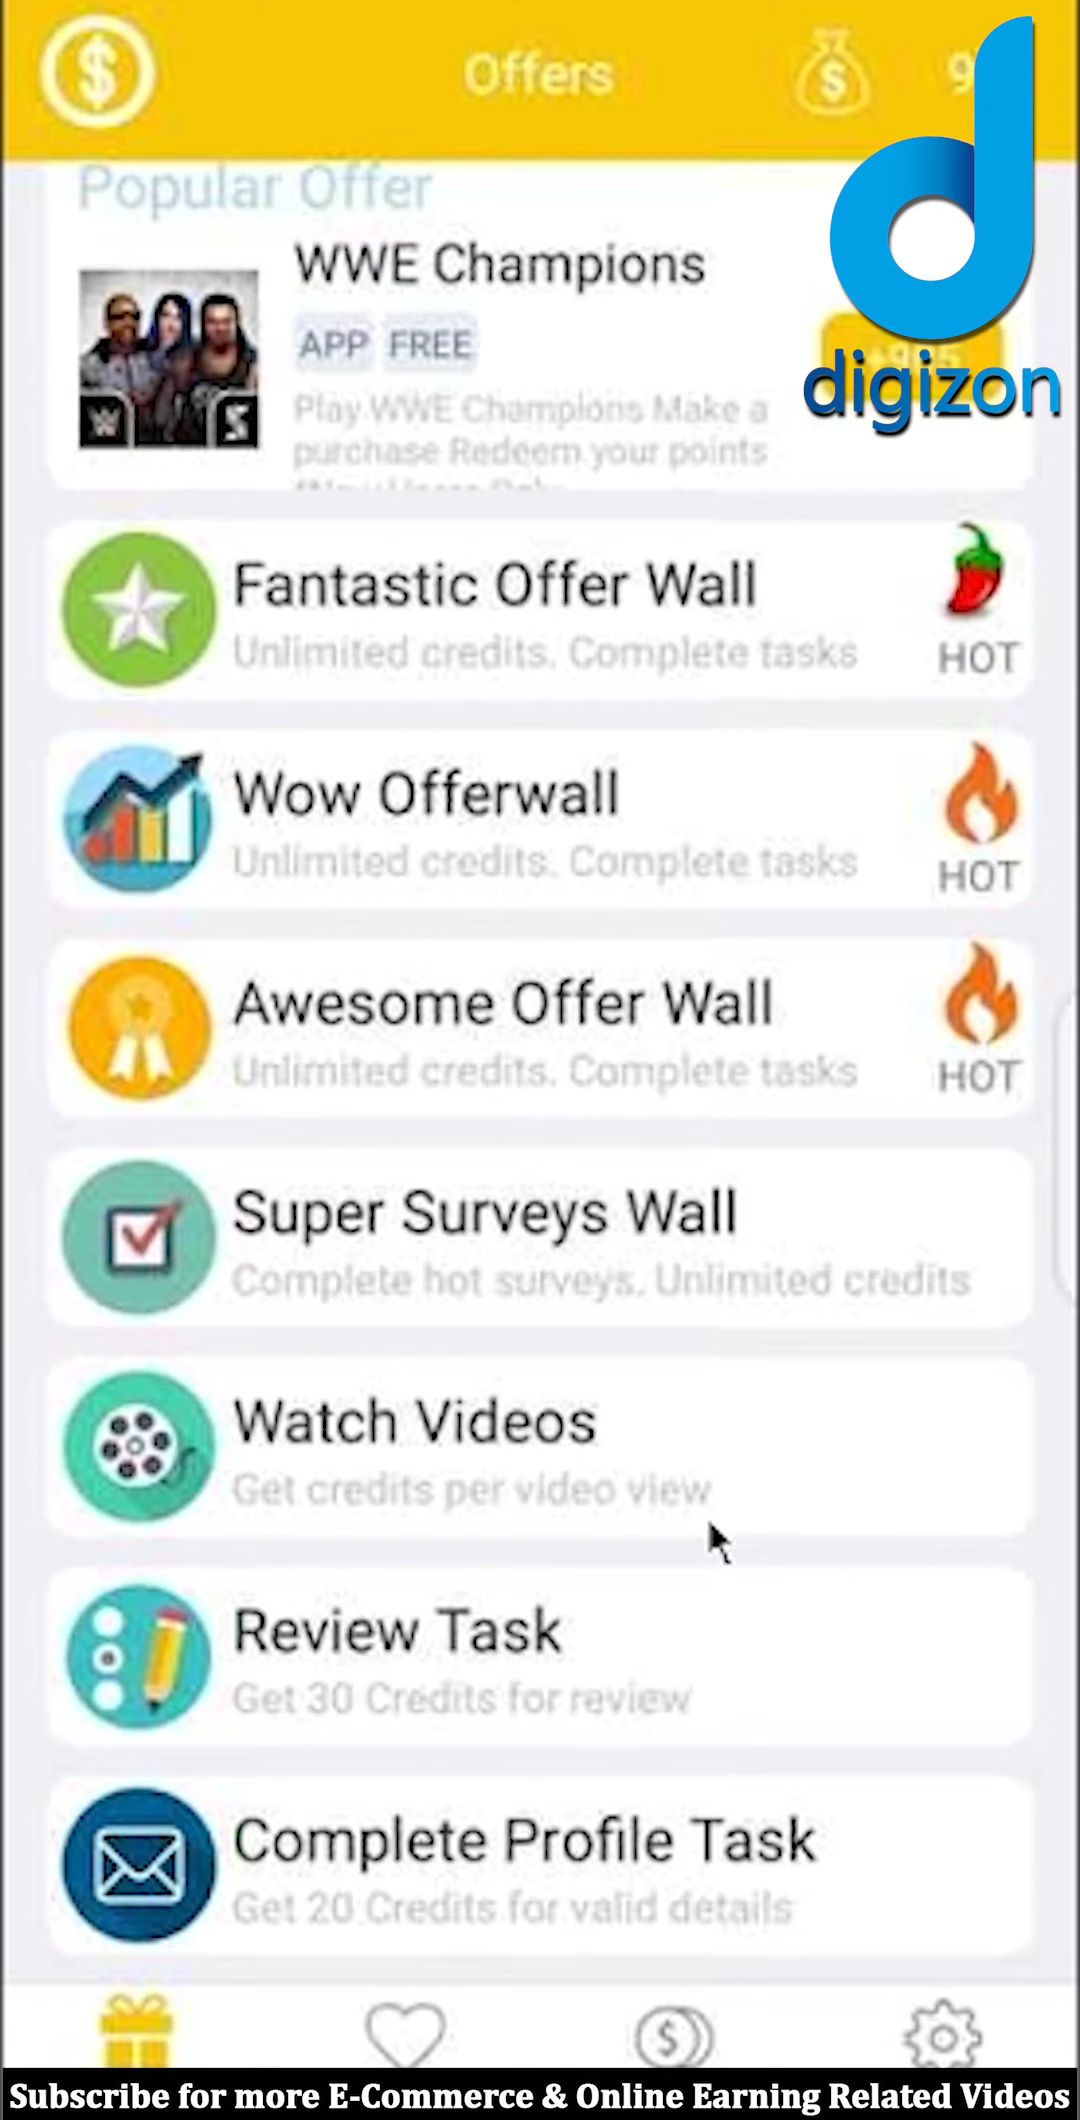 Offers
Popular Offer
WWE Champions
APP FREE
Play WWE Champions Make a
purchase Redeem your points
digizon
Fantastic Offer Wall
Unlimited credits. Complete tasks
HOT
Wow Offerwall
Unlimited credits. Complete tasks
HOT
Awesome Offer Wall
Unlimited credits. Complete tasks
HOT
Super Surveys Wall
Complete hot surveys. Unlimited credits
Watch Videos
Get credits per video view
Review Task
Get 30 Credits for review
Complete Profile Task
Get 20 Credits for valid details
Subscribe for more E-Commerce & Online Earning Related Videos